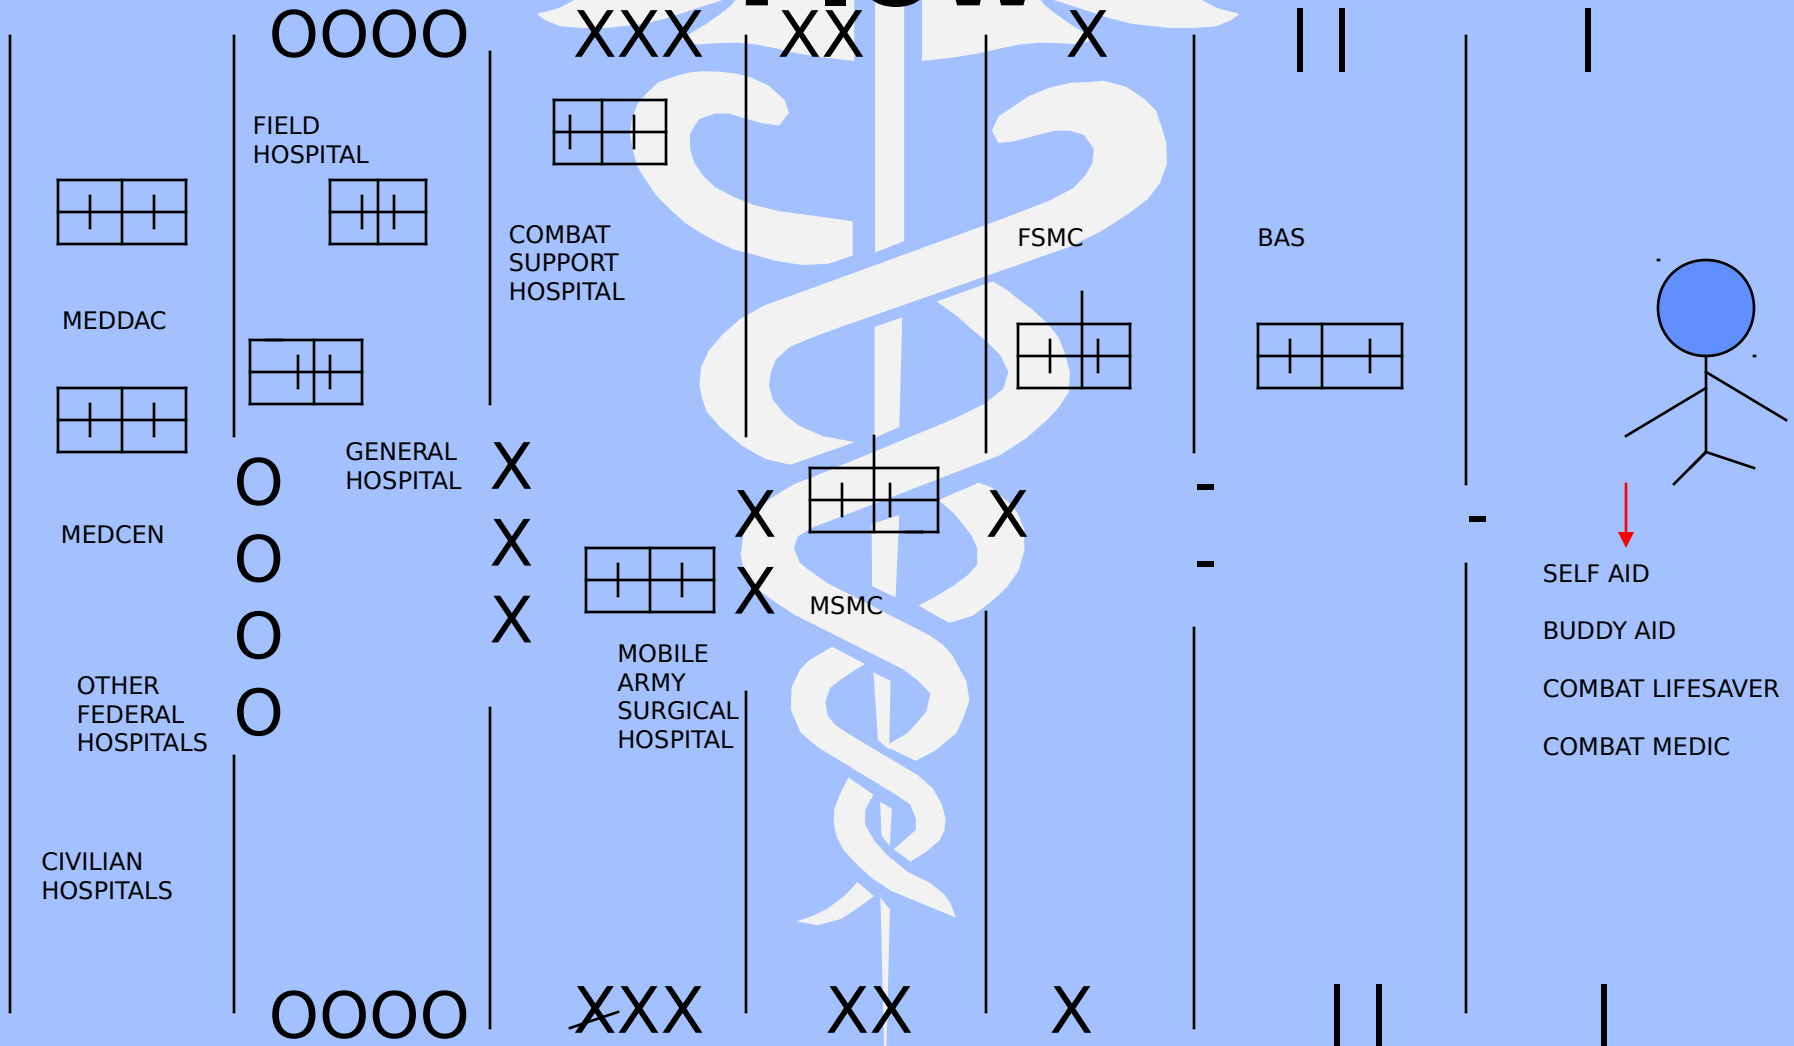 OOOO XXX XX X | | |
FIELD
HOSPITAL
MEDDAC
COMBAT
SUPPORT
HOSPITAL
FSMC
BAS
GENERAL
HOSPITAL
MEDCEN
O
O
O
O
X
X
X
X
X
X
-
-
-
MSMC
MOBILE
ARMY
SURGICAL
HOSPITAL
OTHER
FEDERAL
HOSPITALS
CIVILIAN
HOSPITALS
SELF AID
BUDDY AID
COMBAT LIFESAVER
COMBAT MEDIC
OOOO XXX XX X | | |